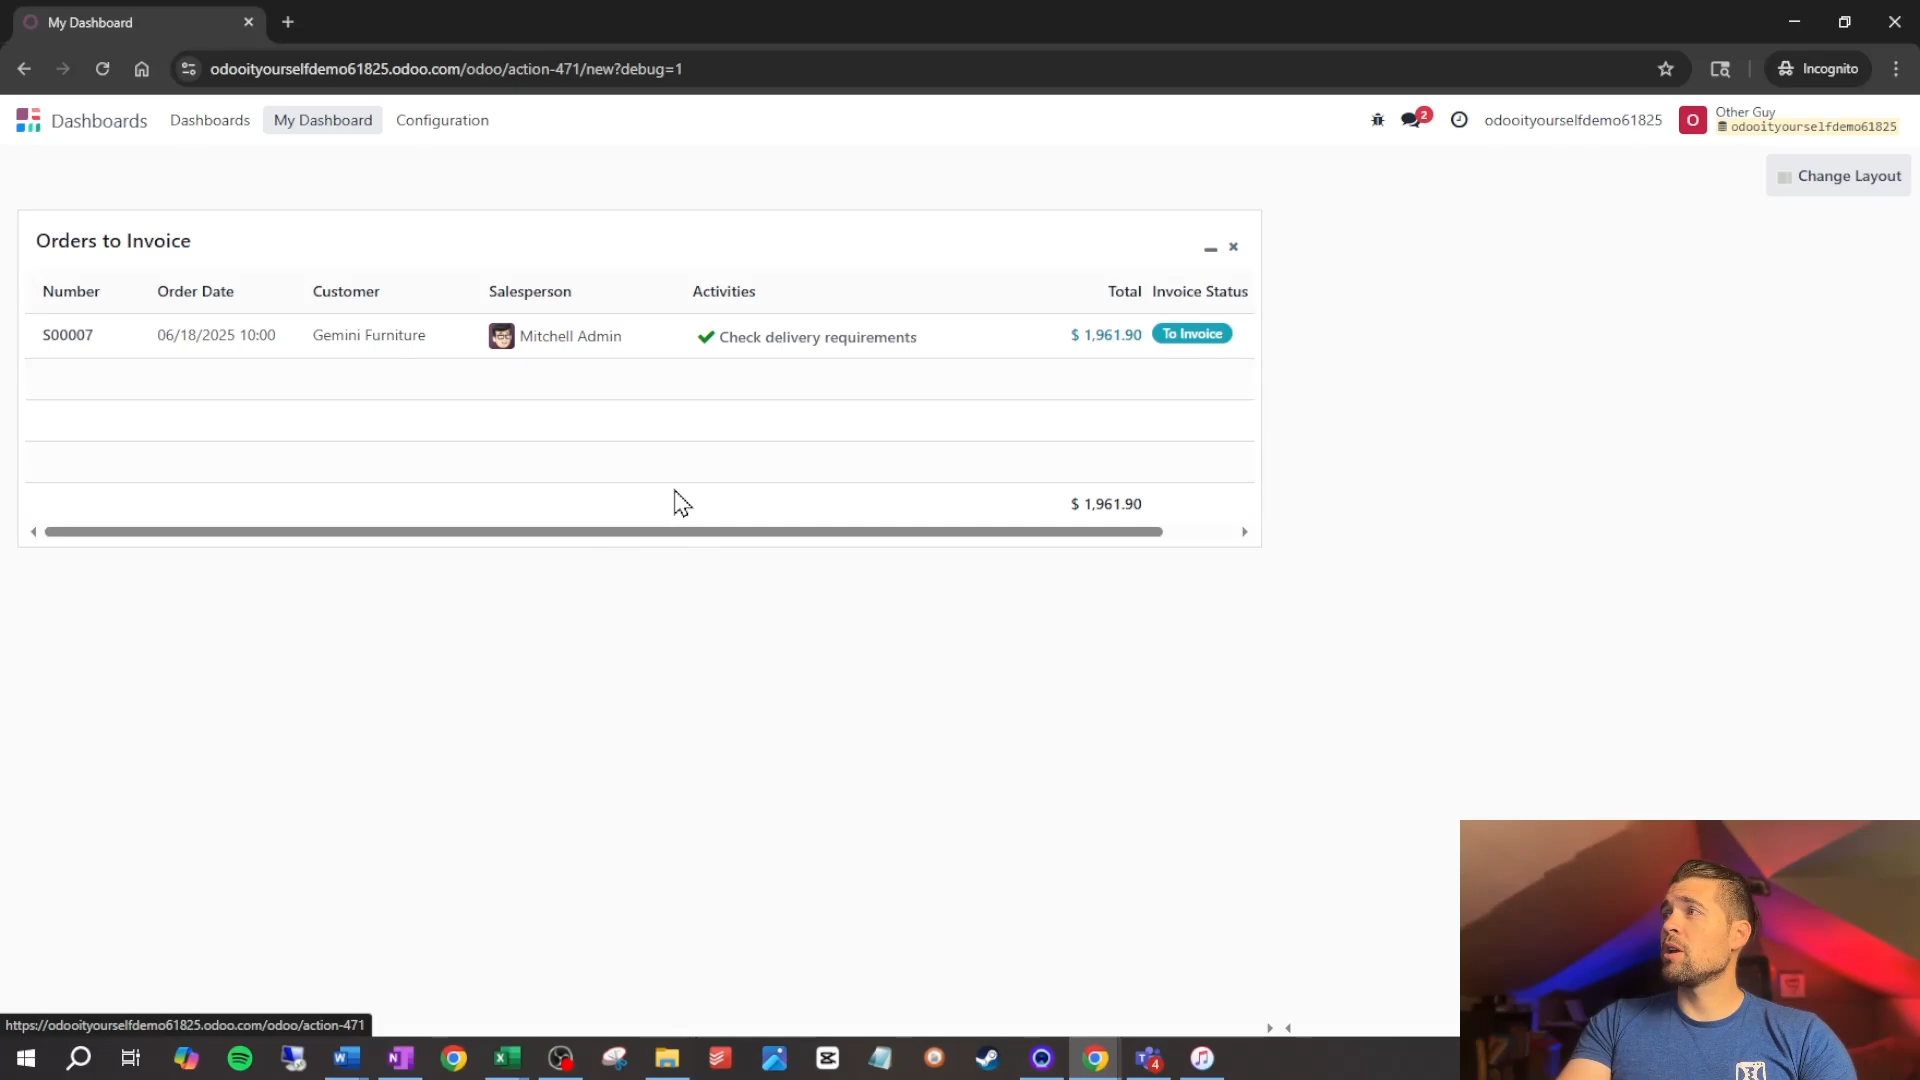 My Dashboard
odooityourselfdemo61825.odoo.com/odoo/action-471/new?debug=1
Incognito
Dashboards Dashboards My Dashboard Configuration
2
odooityourselfdemo61825
O
Other Guy
odooityourselfdemo61825
Change Layout
Orders to Invoice
Number Order Date Customer Salesperson Activities Total Invoice Status
S00007 06/18/2025 10:00 Gemini Furniture Mitchell Admin Check delivery requirements $ 1,961.90 To Invoice
$ 1,961.90
https://odooityourselfdemo61825.odoo.com/odoo/action-471
4